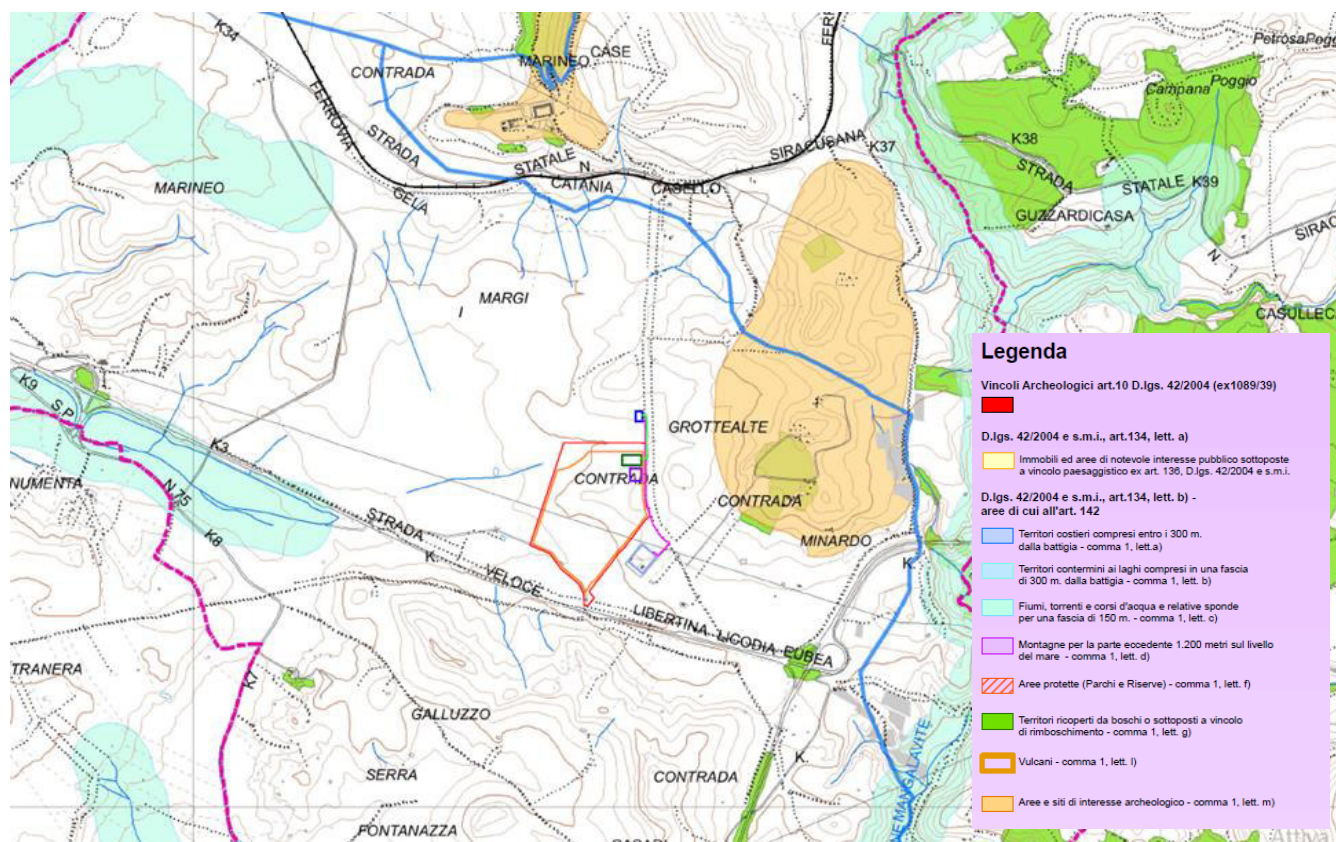 K34
CONTRADA
MARINEO
CASE
FERROVIA
STRADA
STATALE
N.
CATANIA
CASELLO
SIRACUSANA
K37
GELA
MARINEO
MARGI
I
Poggio
Campana
K38
STRADA
STATALE
K39
GUZZARDICASA
N.
CASULLEC
K9
S.P.
K3
N.75
K8
K7
STRADA
K.
VELOCE
LIBERTINA LICODIA EUBEA
GROTTEALTE
CONTRADA
CONTRADA
MINARDO
K.
TRANERA
GALLUZZO
SERRA
FONTANAZZA
CONTRADA
K.
Legenda
Vincoli Archeologici art.10 D.lgs. 42/2004 (ex1089/39)
D.lgs. 42/2004 e s.m.i., art.134, lett. a)
Immobili ed aree di notevole interesse pubblico sottoposte
a vincolo paesaggistico ex art. 136, D.lgs. 42/2004 e s.m.i.
D.lgs. 42/2004 e s.m.i., art.134, lett. b) -
aree di cui all'art. 142
Territori costieri compresi entro i 300 m.
dalla battigia - comma 1, lett.a)
Territori contermini ai laghi compresi in una fascia
di 300 m. dalla battigia - comma 1, lett. b)
Fiumi, torrenti e corsi d'acqua e relative sponde
per una fascia di 150 m. - comma 1, lett. c)
Montagne per la parte eccedente 1.200 metri sul livello
del mare - comma 1, lett. d)
Aree protette (Parchi e Riserve) - comma 1, lett. f)
Territori ricoperti da boschi o sottoposti a vincolo
di rimboschimento - comma 1, lett. g)
Vulcani - comma 1, lett. l)
Aree e siti di interesse archeologico - comma 1, lett. m)